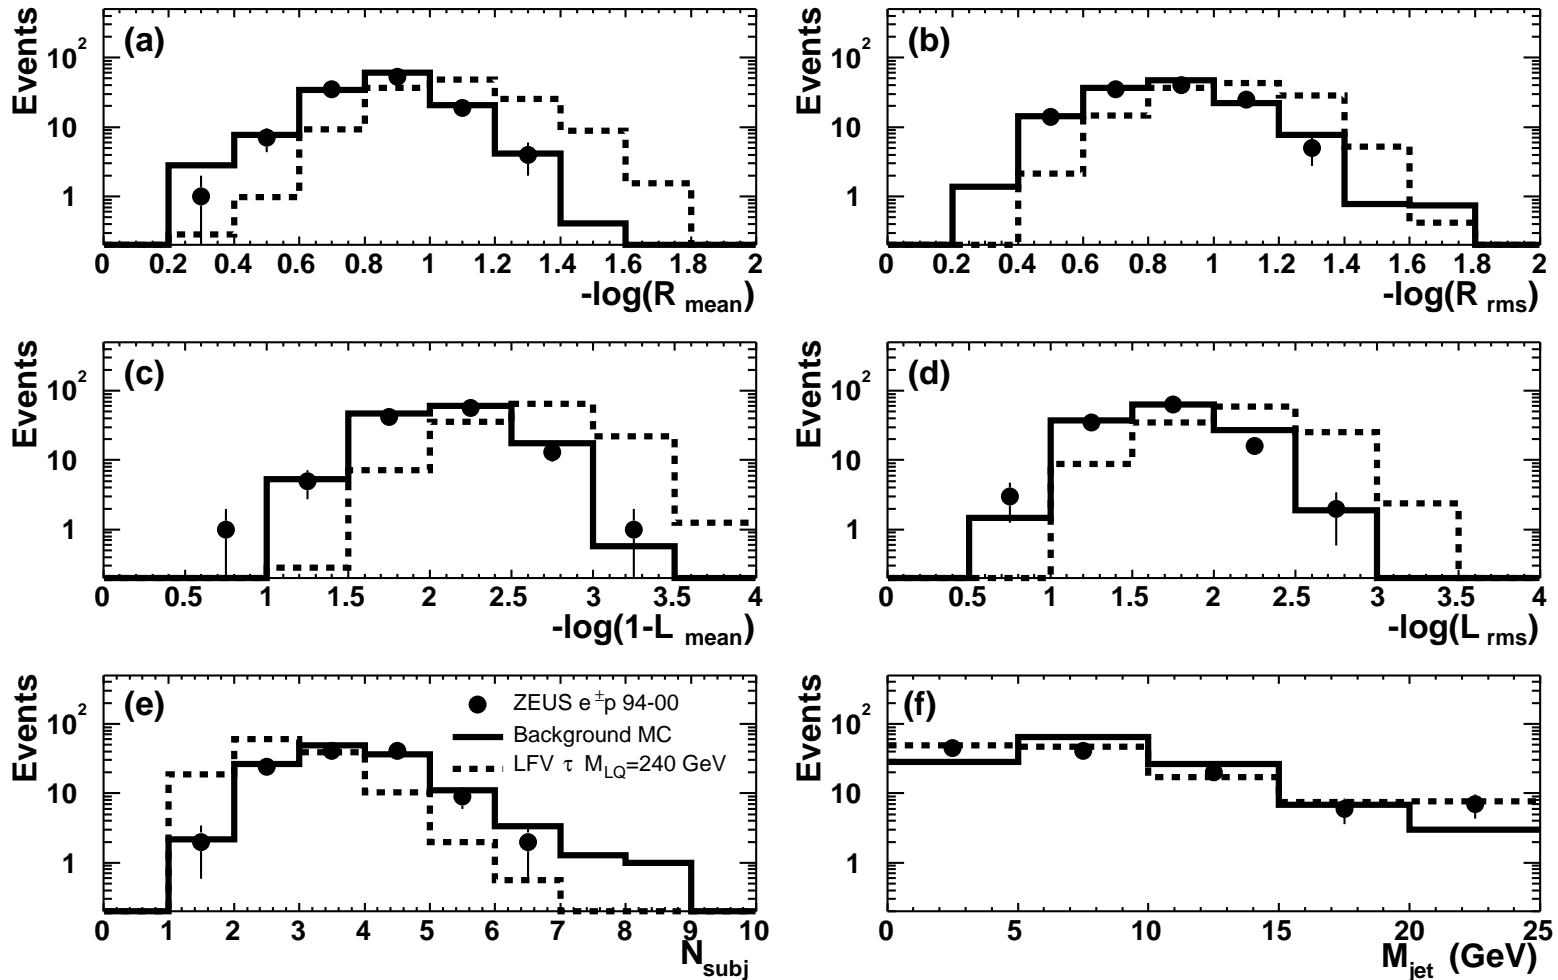 Events
(a)
10²
10
1
0 0.2 0.4 0.6 0.8 1 1.2 1.4 1.6 1.8 2
-log(R mean)
Events
(b)
10²
10
1
0 0.2 0.4 0.6 0.8 1 1.2 1.4 1.6 1.8 2
-log(R rms)
Events
(c)
10²
10
1
0 0.5 1 1.5 2 2.5 3 3.5 4
-log(1-L mean)
Events
(d)
10²
10
1
0 0.5 1 1.5 2 2.5 3 3.5 4
-log(L rms)
Events
(e)
10²
10
1
ZEUS e±p 94-00
Background MC
LFV τ M_LQ=240 GeV
0 1 2 3 4 5 6 7 8 9 10
N_subj
Events
(f)
10²
10
1
0 5 10 15 20 25
M_jet (GeV)